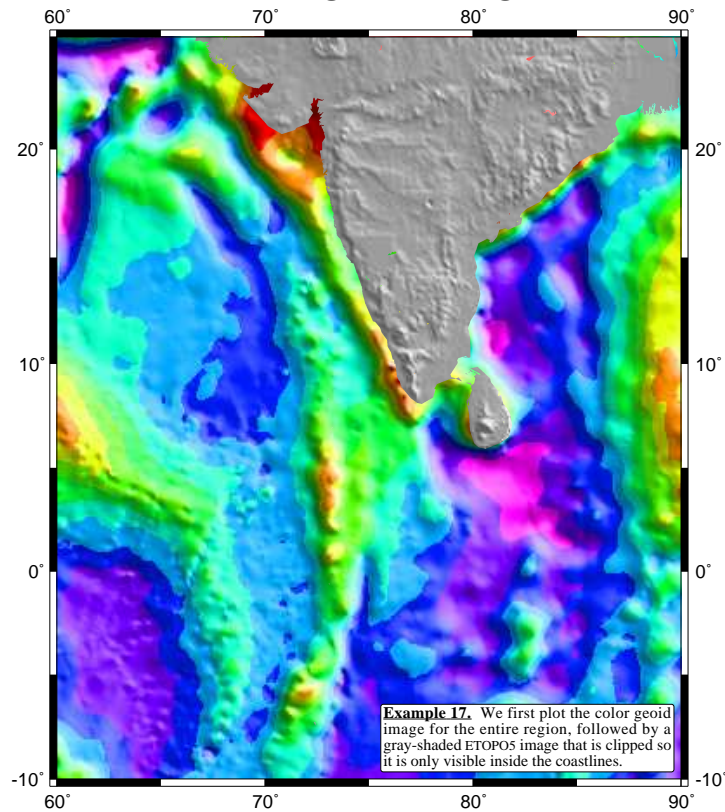 60° 70° 80° 90°
20° 20°
10° 10°
0° 0°
Example 17. We first plot the color geoid
image for the entire region, followed by a
gray-shaded ETOPO5 image that is clipped so
it is only visible inside the coastlines.
-10° -10°
60° 70° 80° 90°